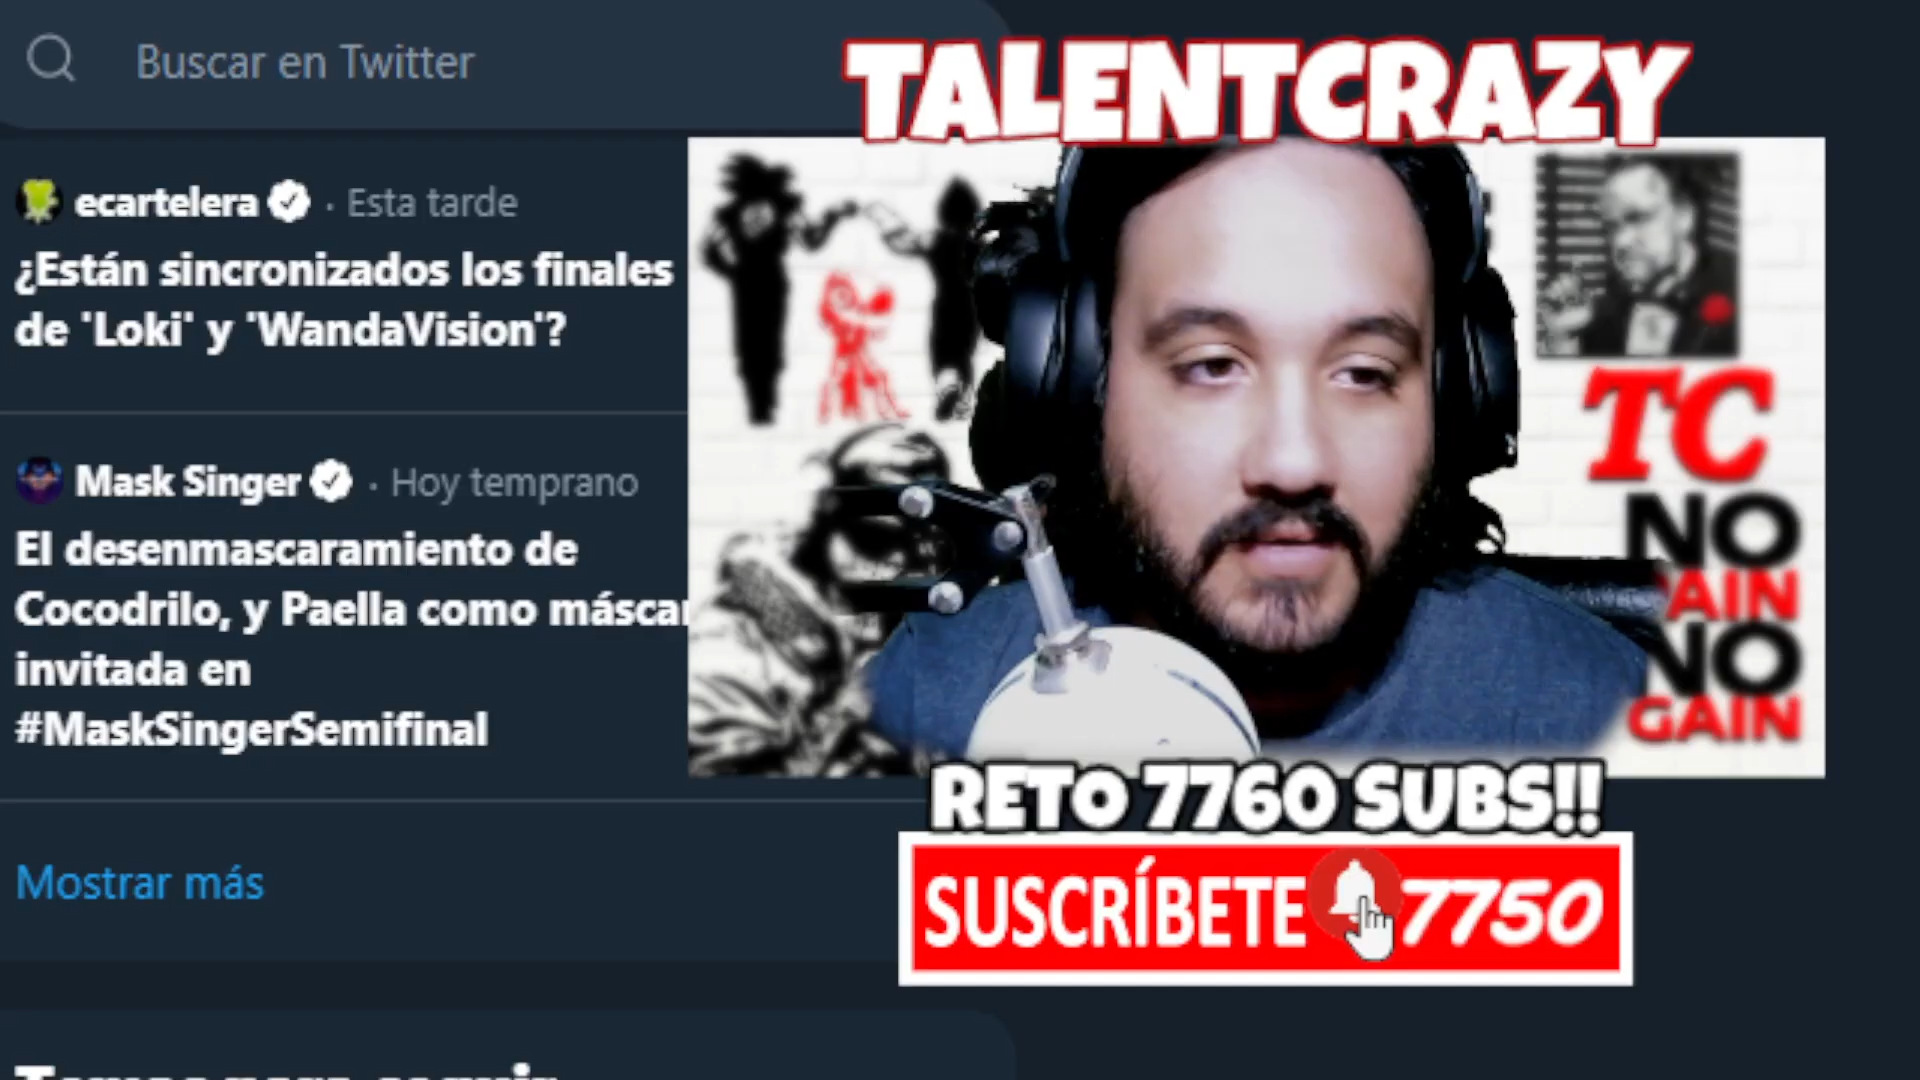 Buscar en Twitter
TALENTCRAZY
ecartelera · Esta tarde
¿Están sincronizados los finales
de 'Loki' y 'WandaVision'?
Mask Singer · Hoy temprano
El desenmascaramiento de
Cocodrilo, y Paella como máscar
invitada en
#MaskSingerSemifinal
Mostrar más
TC
NO
AIN
NO
GAIN
RETO 7760 SUBS!!
SUSCRÍBETE 7750